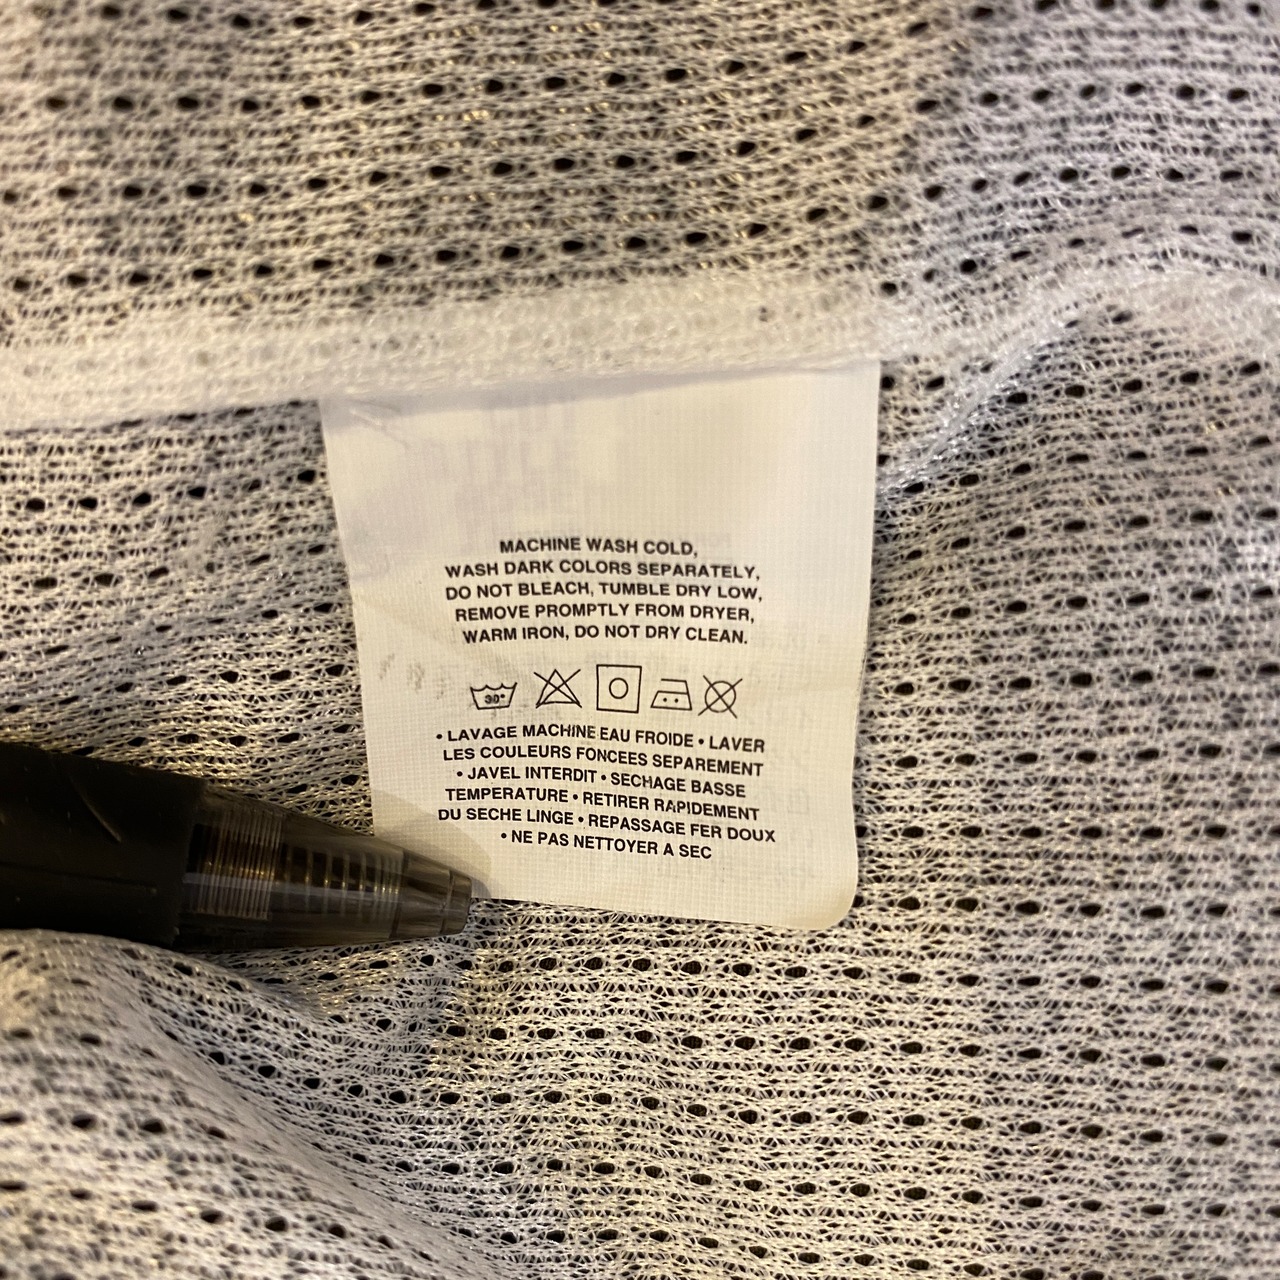 MACHINE WASH COLD,
WASH DARK COLORS SEPARATELY,
DO NOT BLEACH, TUMBLE DRY LOW,
REMOVE PROMPTLY FROM DRYER,
WARM IRON, DO NOT DRY CLEAN.
30°
• LAVAGE MACHINE EAU FROIDE • LAVER
LES COULEURS FONCEES SEPAREMENT
• JAVEL INTERDIT • SECHAGE BASSE
TEMPERATURE • RETIRER RAPIDEMENT
DU SECHE LINGE • REPASSAGE FER DOUX
• NE PAS NETTOYER A SEC